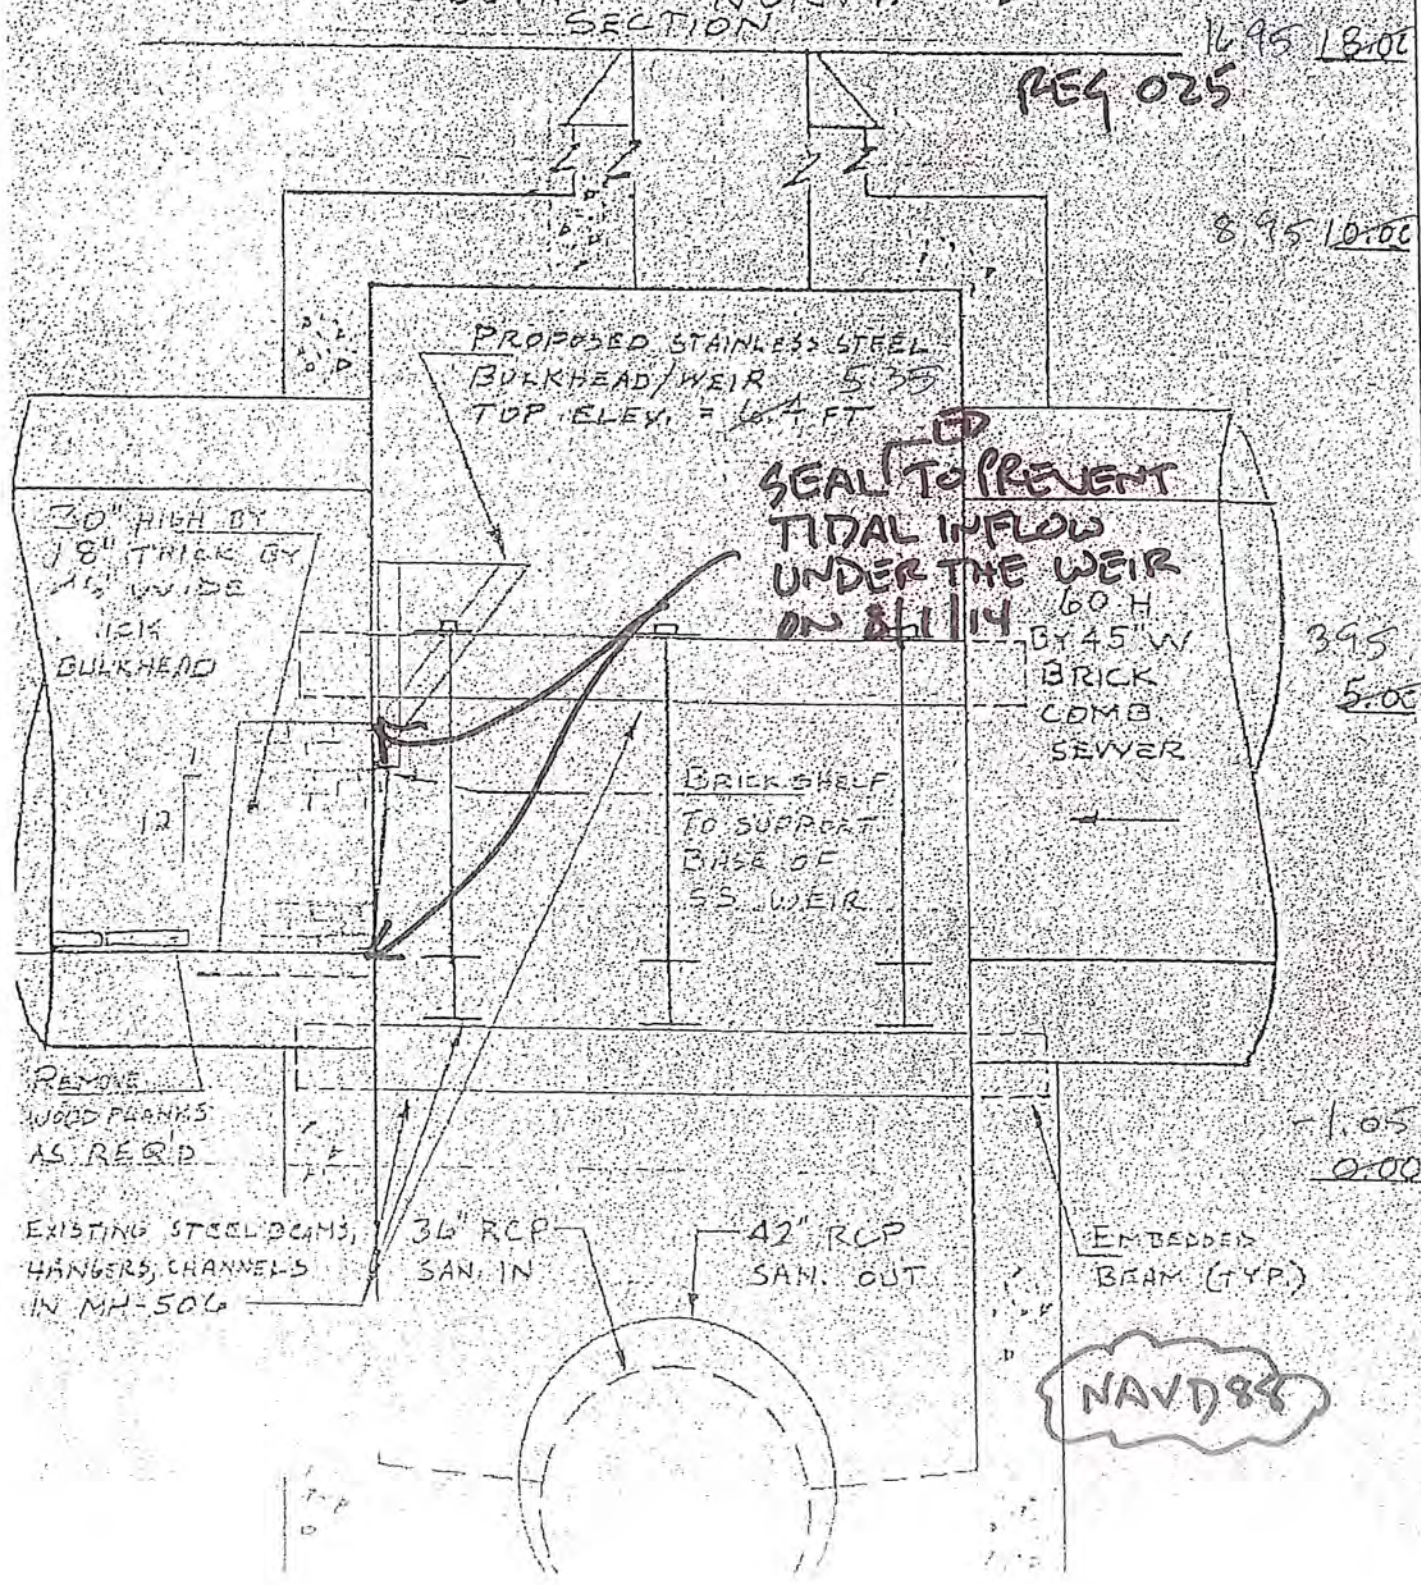 SECTION
16.95 18.00
REG 025
8.95 10.00
PROPOSED STAINLESS STEEL
BULKHEAD/WEIR 5.35
TOP ELEV. = 6.4 FT
SEALED TO PREVENT
TIDAL INFLOW
UNDER THE WEIR
ON 8/1/14
30" HIGH BY
18" THICK BY
WIDE
BULKHEAD
60 H
BY 45" W
BRICK
COMB
SEWER
3.95
5.00
1
12
BRICK SHELF
TO SUPPORT
BASE OF
SS WEIR
REMOVE
WOOD PLANKS
AS REQ'D
-1.05
0.00
EXISTING STEEL BEAMS,
HANGERS, CHANNELS
IN MH-506
36" RCP
SAN. IN
42" RCP
SAN. OUT
EMBEDDED
BEAM (TYP.)
NAVD88